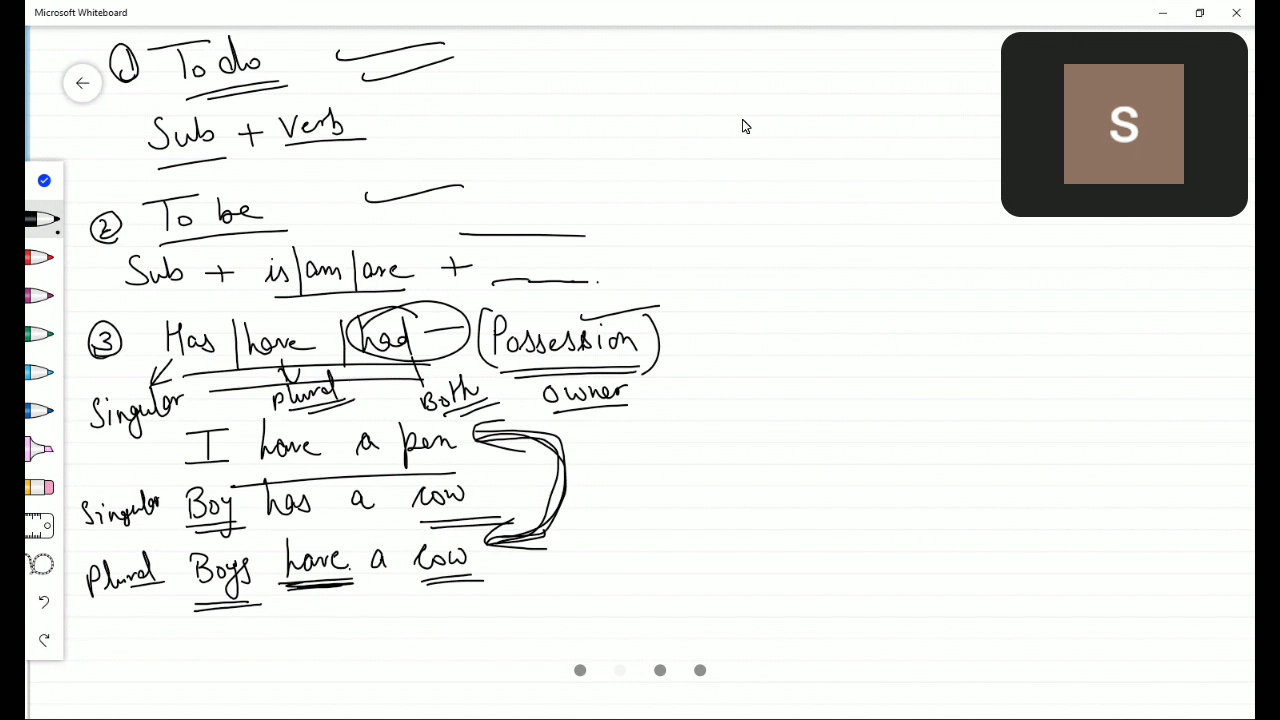 Microsoft Whiteboard
① To do
Sub + Verb
② To be
Sub + is|am|are +
③ Has |have |had — (Possession)
Singular plural Both owner
I have a pen
Singular Boy has a cow
Plural Boys have a cow
S